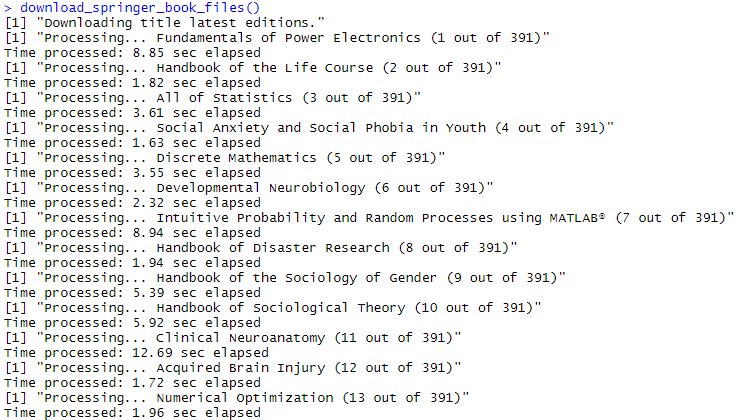 > download_springer_book_files()
[1] "Downloading title latest editions."
[1] "Processing... Fundamentals of Power Electronics (1 out of 391)"
Time processed: 8.85 sec elapsed
[1] "Processing... Handbook of the Life Course (2 out of 391)"
Time processed: 1.82 sec elapsed
[1] "Processing... All of Statistics (3 out of 391)"
Time processed: 3.61 sec elapsed
[1] "Processing... Social Anxiety and Social Phobia in Youth (4 out of 391)"
Time processed: 1.63 sec elapsed
[1] "Processing... Discrete Mathematics (5 out of 391)"
Time processed: 3.55 sec elapsed
[1] "Processing... Developmental Neurobiology (6 out of 391)"
Time processed: 2.32 sec elapsed
[1] "Processing... Intuitive Probability and Random Processes using MATLAB® (7 out of 391)"
Time processed: 8.94 sec elapsed
[1] "Processing... Handbook of Disaster Research (8 out of 391)"
Time processed: 1.94 sec elapsed
[1] "Processing... Handbook of the Sociology of Gender (9 out of 391)"
Time processed: 5.39 sec elapsed
[1] "Processing... Handbook of Sociological Theory (10 out of 391)"
Time processed: 5.92 sec elapsed
[1] "Processing... Clinical Neuroanatomy (11 out of 391)"
Time processed: 12.69 sec elapsed
[1] "Processing... Acquired Brain Injury (12 out of 391)"
Time processed: 1.72 sec elapsed
[1] "Processing... Numerical Optimization (13 out of 391)"
Time processed: 1.96 sec elapsed